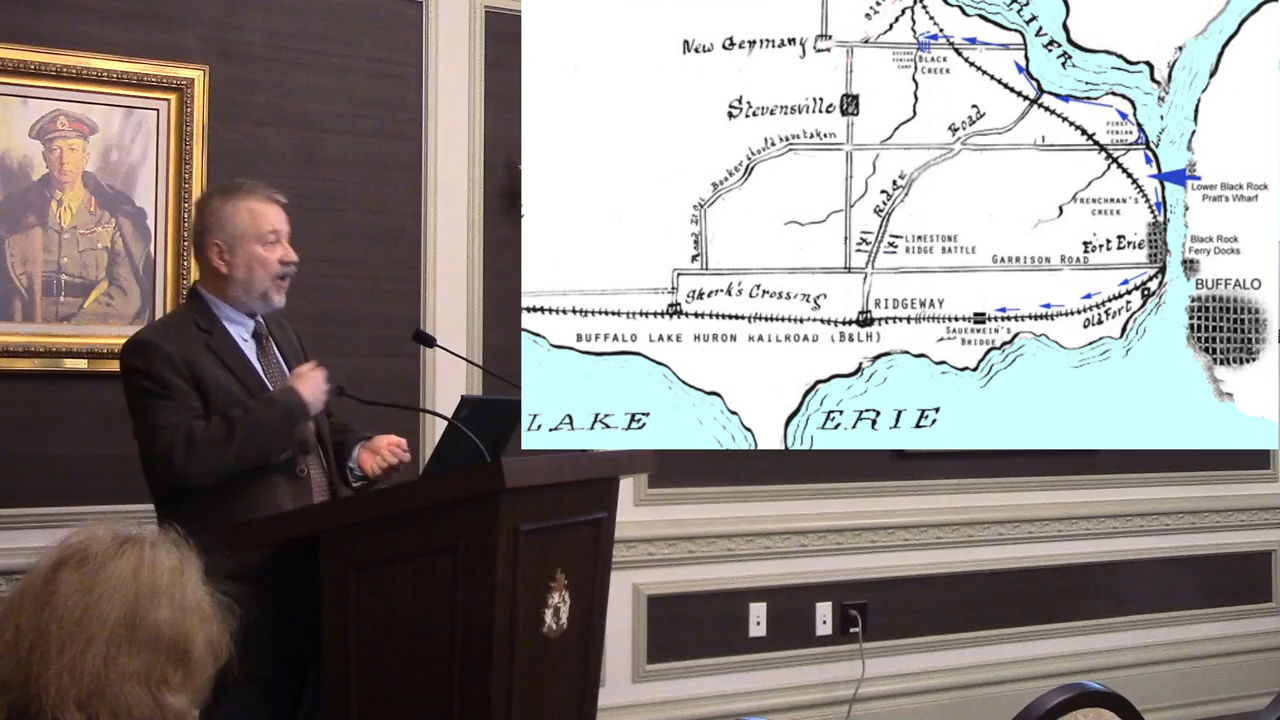 RIVER
New Germany
SECOND
FENIAN
CAMP
BLACK
CREEK
Stevensville
Road
FIRST
FENIAN
CAMP
Booker should have taken
Lower Black Rock
Pratt's Wharf
Ridge
FRENCHMAN'S
CREEK
LIMESTONE
RIDGE BATTLE
Fort Erie
Black Rock
Ferry Docks
GARRISON ROAD
BUFFALO
Sherk's Crossing
RIDGEWAY
Old Fort
SAUERWEIN'S
BRIDGE
BUFFALO LAKE HURON RAILROAD (B&LH)
LAKE ERIE